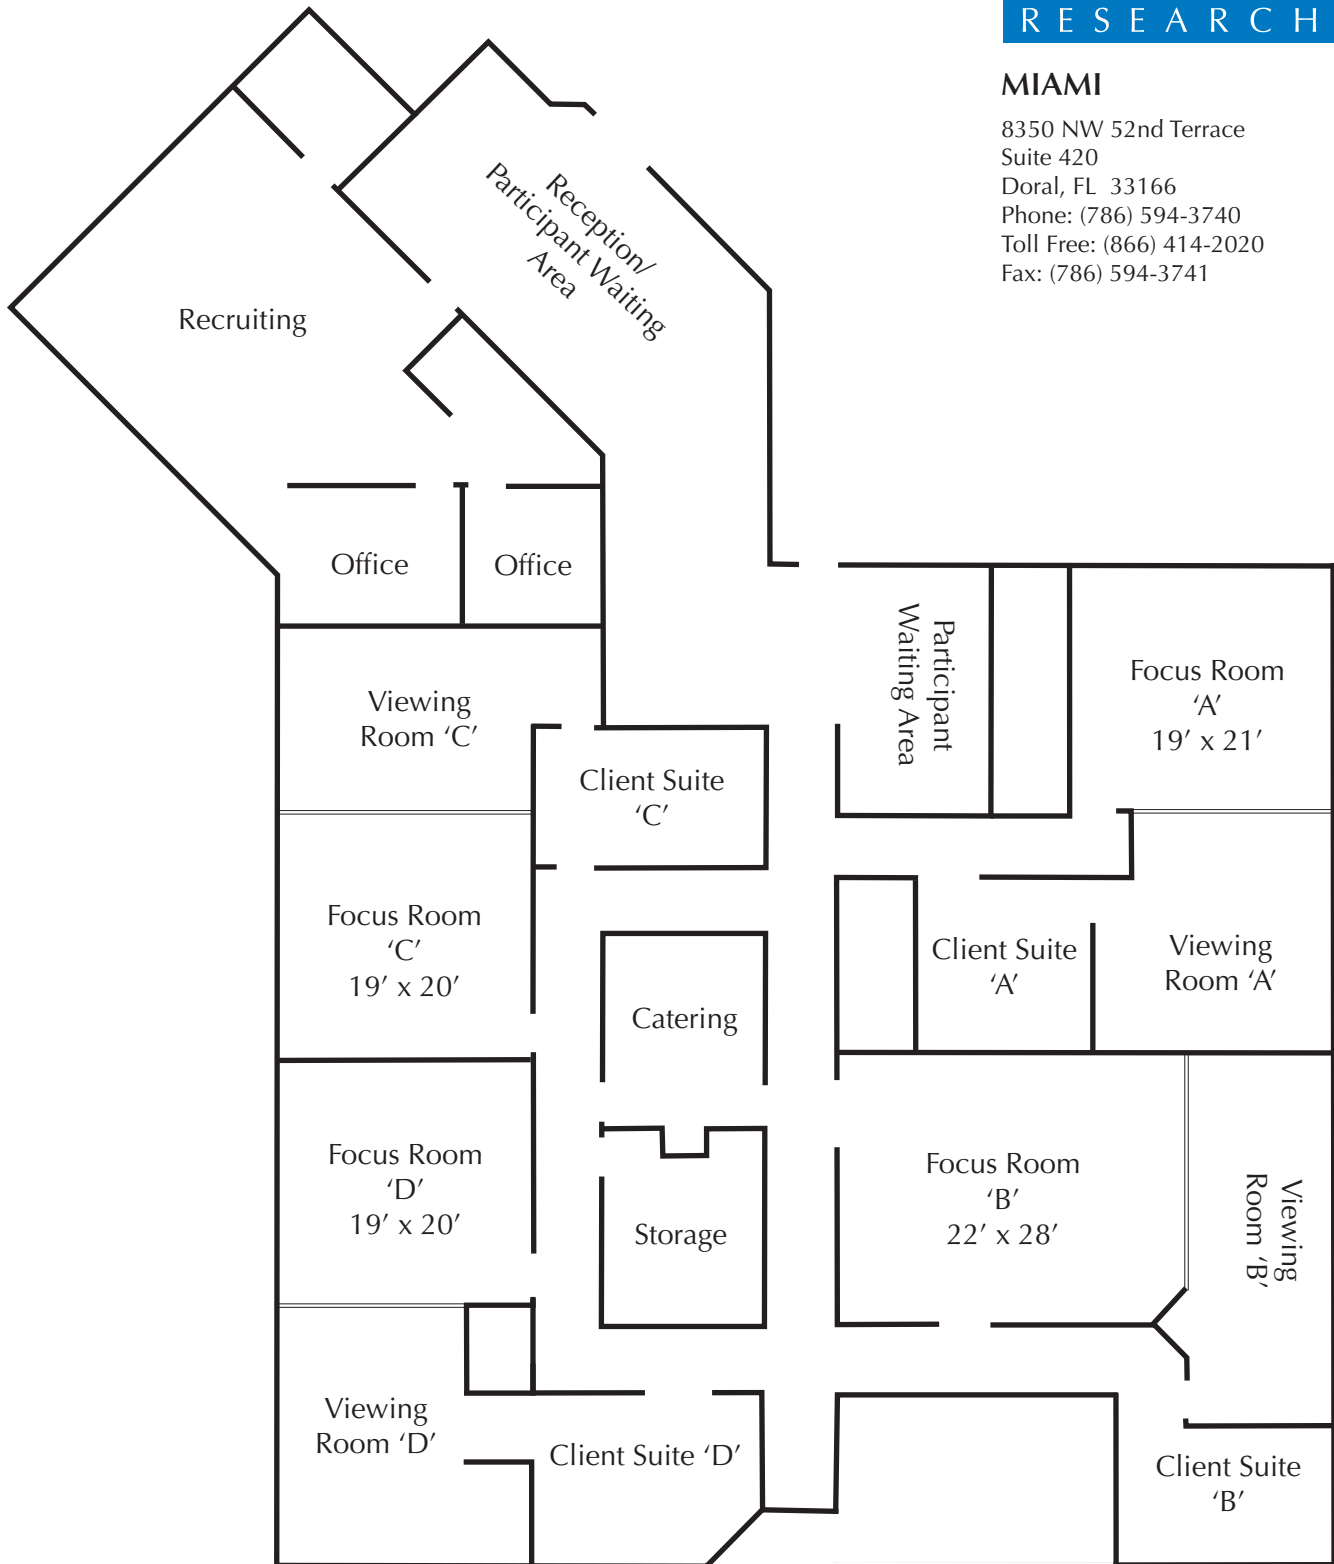 RESEARCH
MIAMI
8350 NW 52nd Terrace
Suite 420
Doral, FL  33166
Phone: (786) 594-3740
Toll Free: (866) 414-2020
Fax: (786) 594-3741
Reception/
Participant Waiting
Area
Recruiting
Office
Office
Participant
Waiting Area
Focus Room
‘A’
19’ x 21’
Viewing
Room ‘C’
Client Suite
‘C’
Focus Room
‘C’
19’ x 20’
Catering
Client Suite
‘A’
Viewing
Room ‘A’
Focus Room
‘D’
19’ x 20’
Storage
Focus Room
‘B’
22’ x 28’
Viewing
Room ‘B’
Viewing
Room ‘D’
Client Suite ‘D’
Client Suite
‘B’